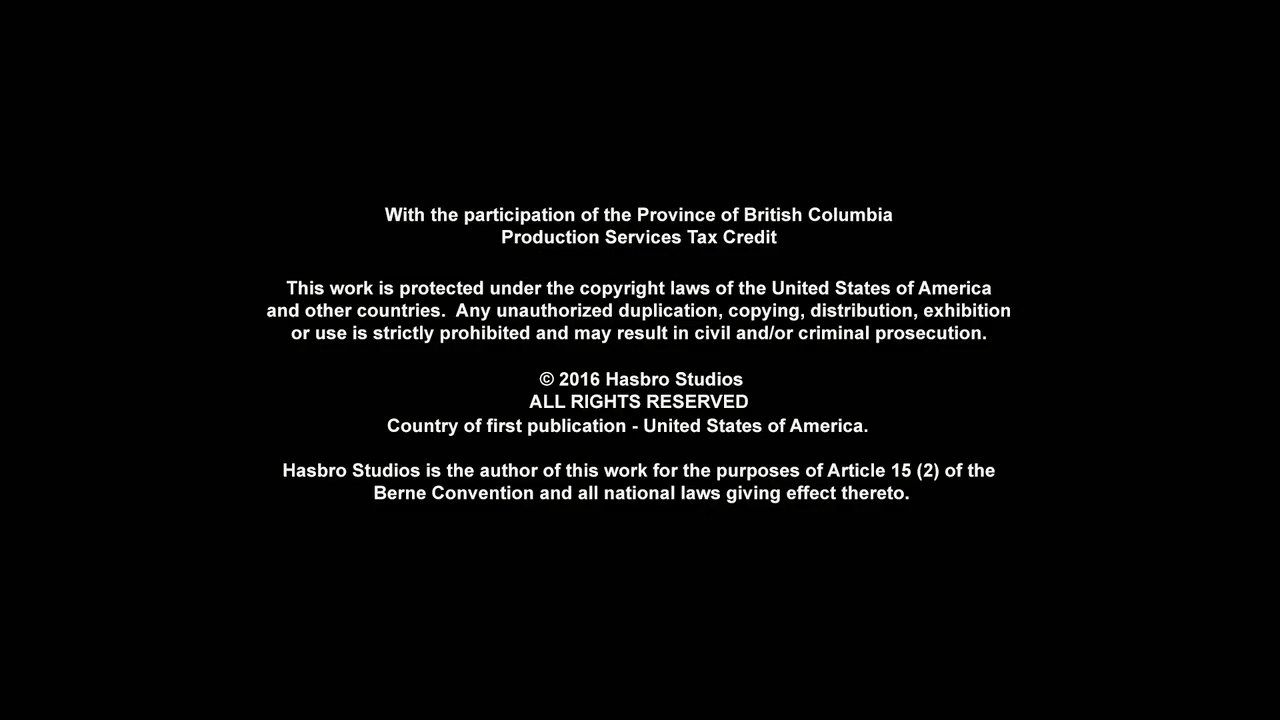 With the participation of the Province of British Columbia
Production Services Tax Credit
This work is protected under the copyright laws of the United States of America
and other countries.  Any unauthorized duplication, copying, distribution, exhibition
or use is strictly prohibited and may result in civil and/or criminal prosecution.
© 2016 Hasbro Studios
ALL RIGHTS RESERVED
Country of first publication - United States of America.
Hasbro Studios is the author of this work for the purposes of Article 15 (2) of the
Berne Convention and all national laws giving effect thereto.